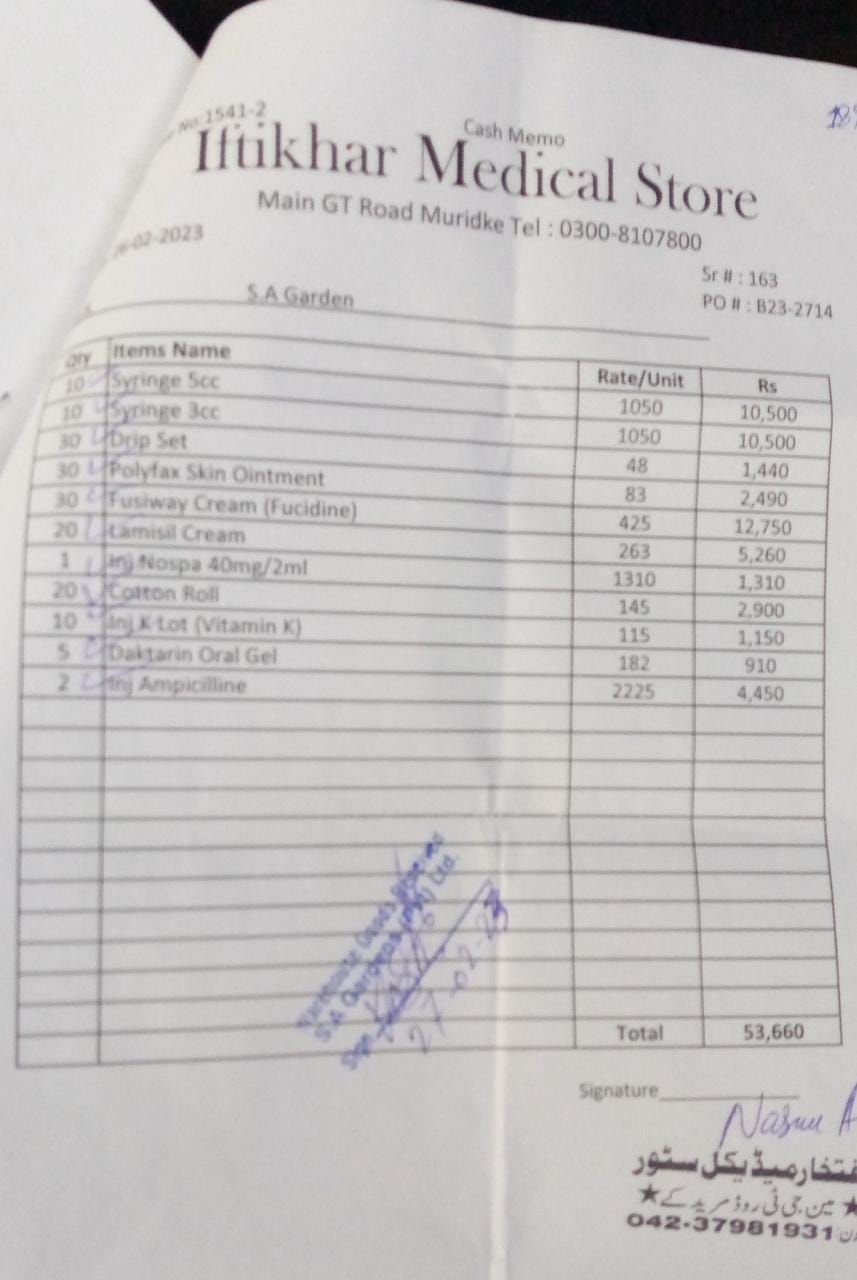 No:1541-2
Cash Memo
Iftikhar Medical Store
Main GT Road Muridke Tel : 0300-8107800
-02-2023
Sr # : 163
S.A Garden
PO # : B23-2714
Qty Items Name Rate/Unit Rs
10 Syringe 5cc 1050 10,500
10 Syringe 3cc 1050 10,500
30 Drip Set 48 1,440
30 Polyfax Skin Ointment 83 2,490
30 Fusiway Cream (Fucidine) 425 12,750
20 Lamisil Cream 263 5,260
1 Inj Nospa 40mg/2ml 1310 1,310
20 Cotton Roll 145 2,900
10 Inj K Lot (Vitamin K) 115 1,150
5 Daktarin Oral Gel 182 910
2 Inj Ampicilline 2225 4,450
Warehouse Goods Received
S.A Gardens (Pvt) Ltd.
Sign
27-02-23
Total 53,660
Signature
افتخار میڈیکل سٹور
مین جی ٹی روڈ مریدکے
042-37981931